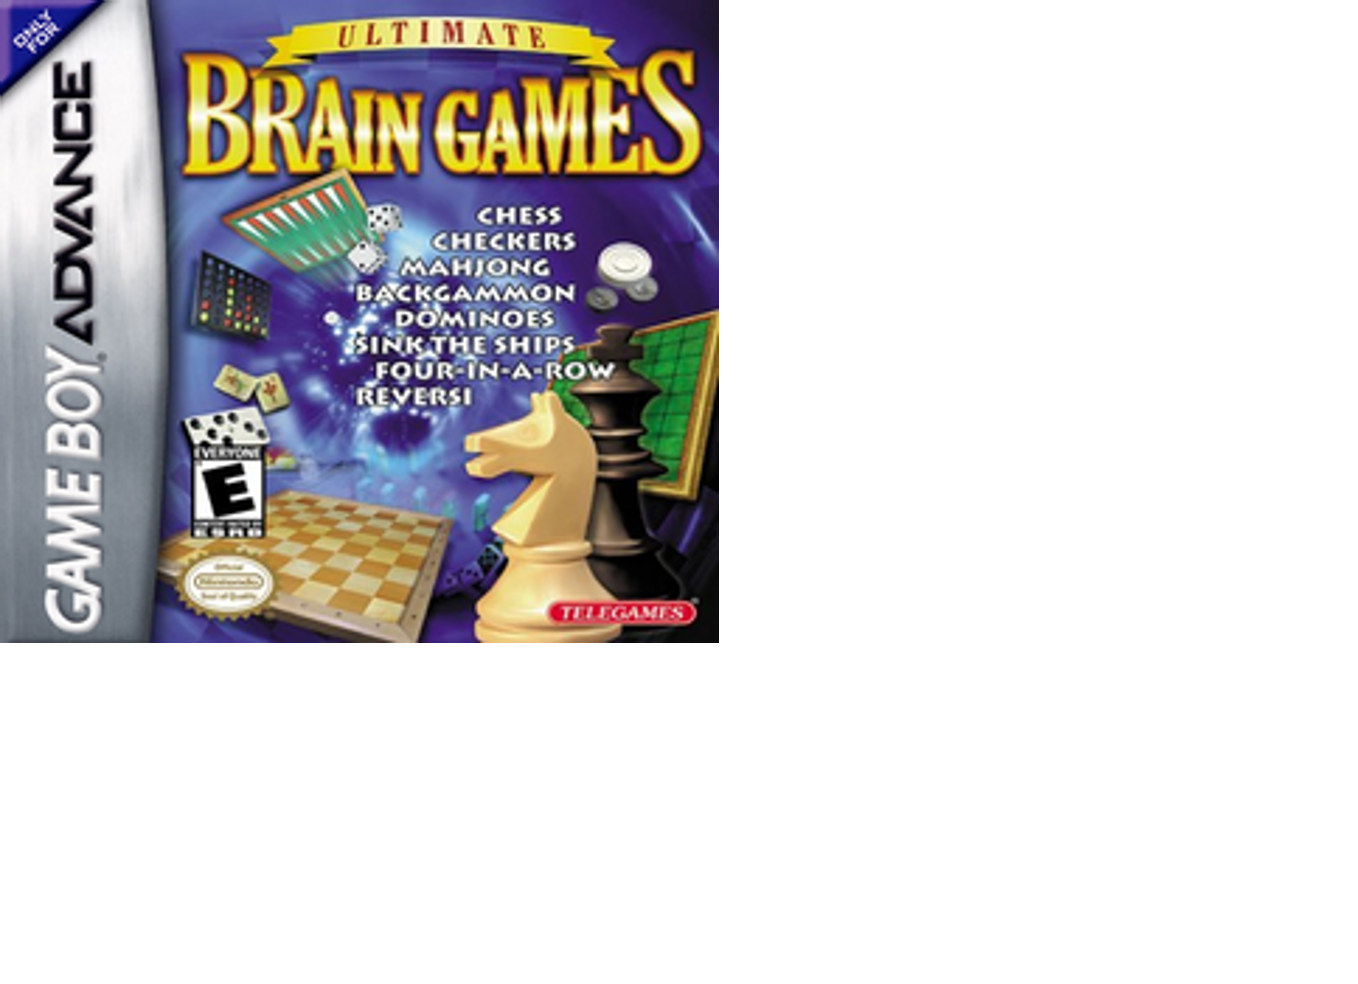 ONLY
FOR
GAME BOY ADVANCE
ULTIMATE
BRAIN GAMES
CHESS
CHECKERS
MAHJONG
BACKGAMMON
DOMINOES
SINK THE SHIPS
FOUR-IN-A-ROW
REVERSI
EVERYONE
E
CONTENT RATED BY
ESRB
Official
Nintendo
Seal of Quality
TELEGAMES